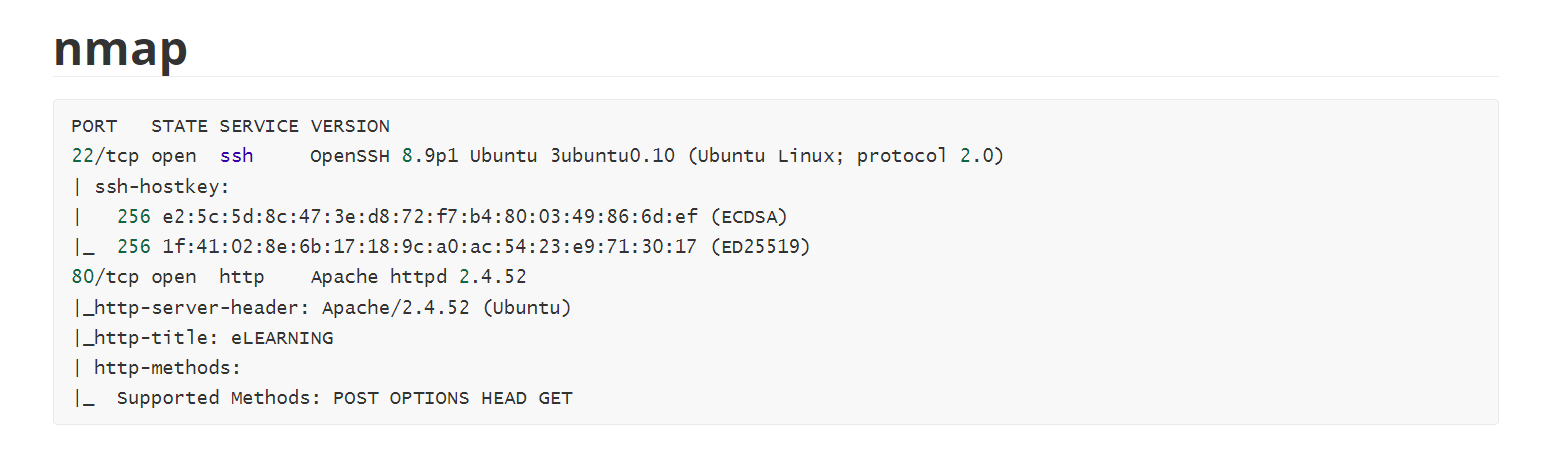 nmap
PORT   STATE SERVICE VERSION
22/tcp open  ssh     OpenSSH 8.9p1 Ubuntu 3ubuntu0.10 (Ubuntu Linux; protocol 2.0)
| ssh-hostkey:
|   256 e2:5c:5d:8c:47:3e:d8:72:f7:b4:80:03:49:86:6d:ef (ECDSA)
|_  256 1f:41:02:8e:6b:17:18:9c:a0:ac:54:23:e9:71:30:17 (ED25519)
80/tcp open  http    Apache httpd 2.4.52
|_http-server-header: Apache/2.4.52 (Ubuntu)
|_http-title: eLEARNING
| http-methods:
|_  Supported Methods: POST OPTIONS HEAD GET